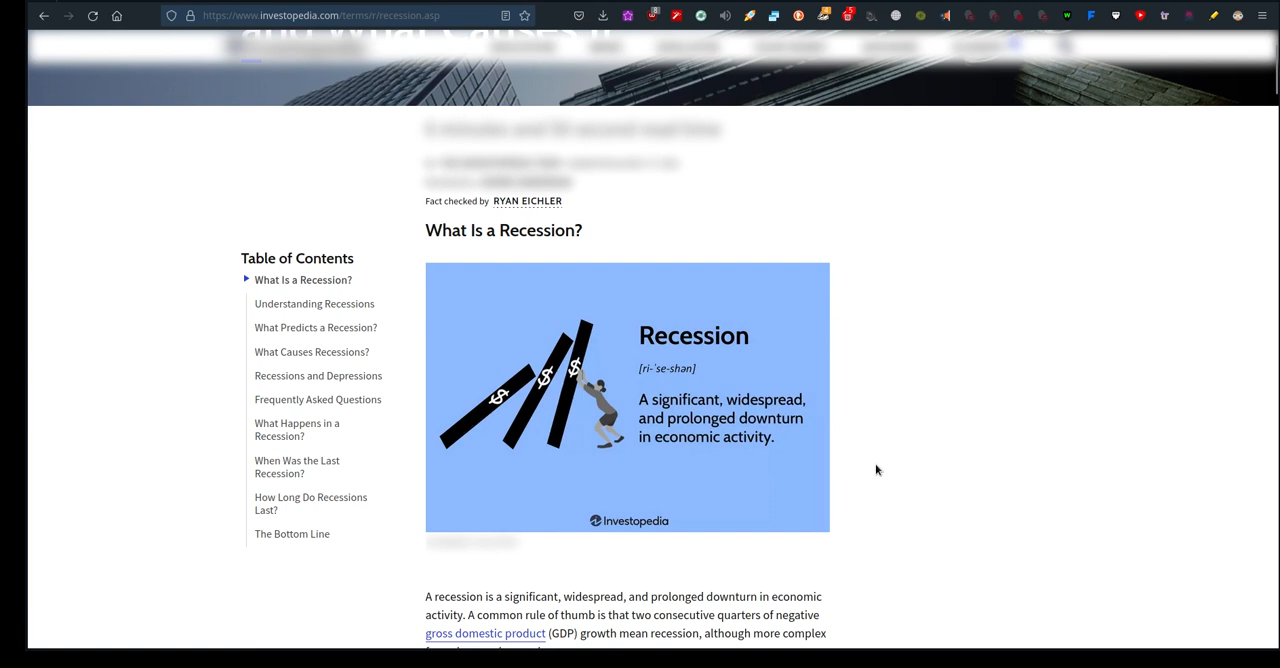 https://www.investopedia.com/terms/r/recession.asp
Fact checked by RYAN EICHLER
What Is a Recession?
Table of Contents
What Is a Recession?
Understanding Recessions
What Predicts a Recession?
What Causes Recessions?
Recessions and Depressions
Frequently Asked Questions
What Happens in a
Recession?
When Was the Last
Recession?
How Long Do Recessions
Last?
The Bottom Line
$ $ $
Recession
[ri-ˈse-shən]
A significant, widespread,
and prolonged downturn
in economic activity.
Investopedia
A recession is a significant, widespread, and prolonged downturn in economic
activity. A common rule of thumb is that two consecutive quarters of negative
gross domestic product (GDP) growth mean recession, although more complex